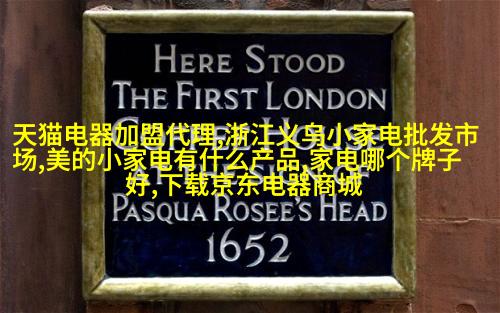 HERE STOOD
THE FIRST LONDON
天猫电器加盟代理,浙江义乌小家电批发市
场,美的小家电有什么产品,家电哪个牌子
好,下载京东电器商城
PASQUA ROSEE'S HEAD
1652